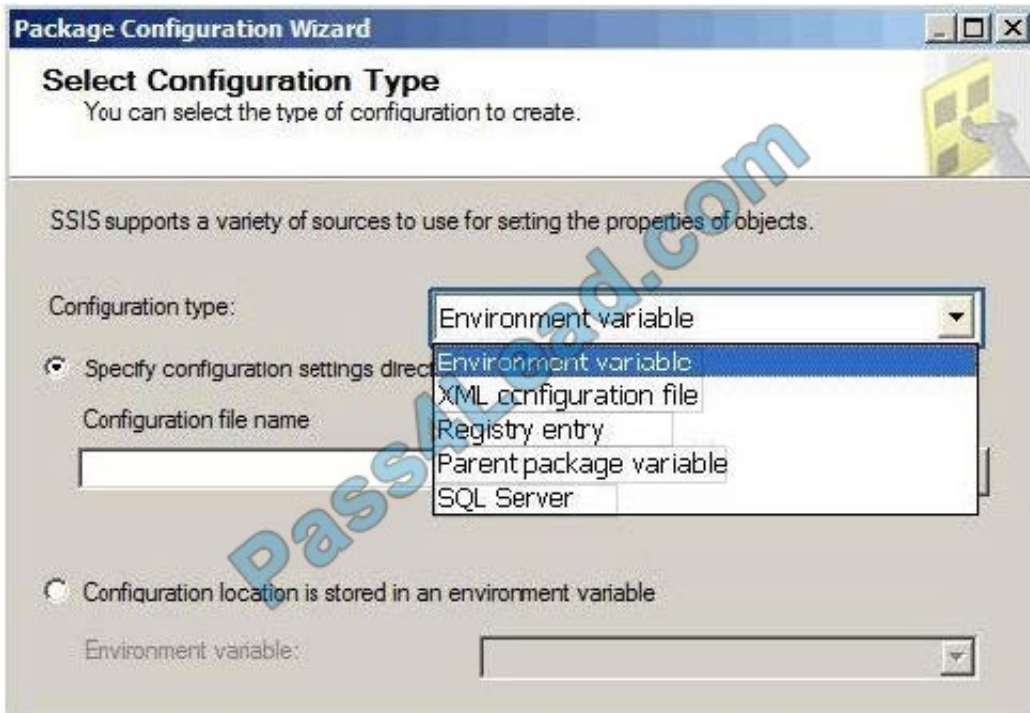 Package Configuration Wizard
Select Configuration Type
You can select the type of configuration to create.
SSIS supports a variety of sources to use for setting the properties of objects.
Configuration type:
Environment variable
Environment variable
XML configuration file
Registry entry
Parent package variable
SQL Server
Specify configuration settings direct
Configuration file name
Configuration location is stored in an environment variable
Environment variable:
Pass4Lead.com